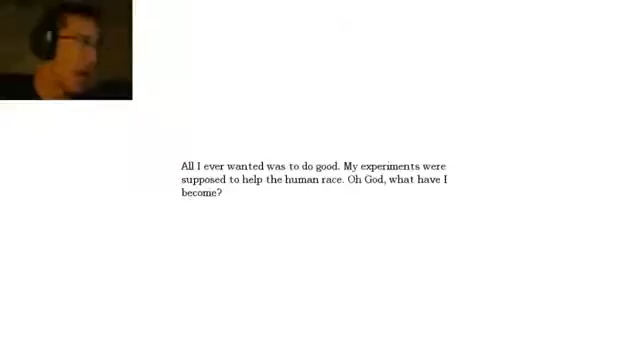 All I ever wanted was to do good. My experiments were
supposed to help the human race. Oh God, what have I
become?